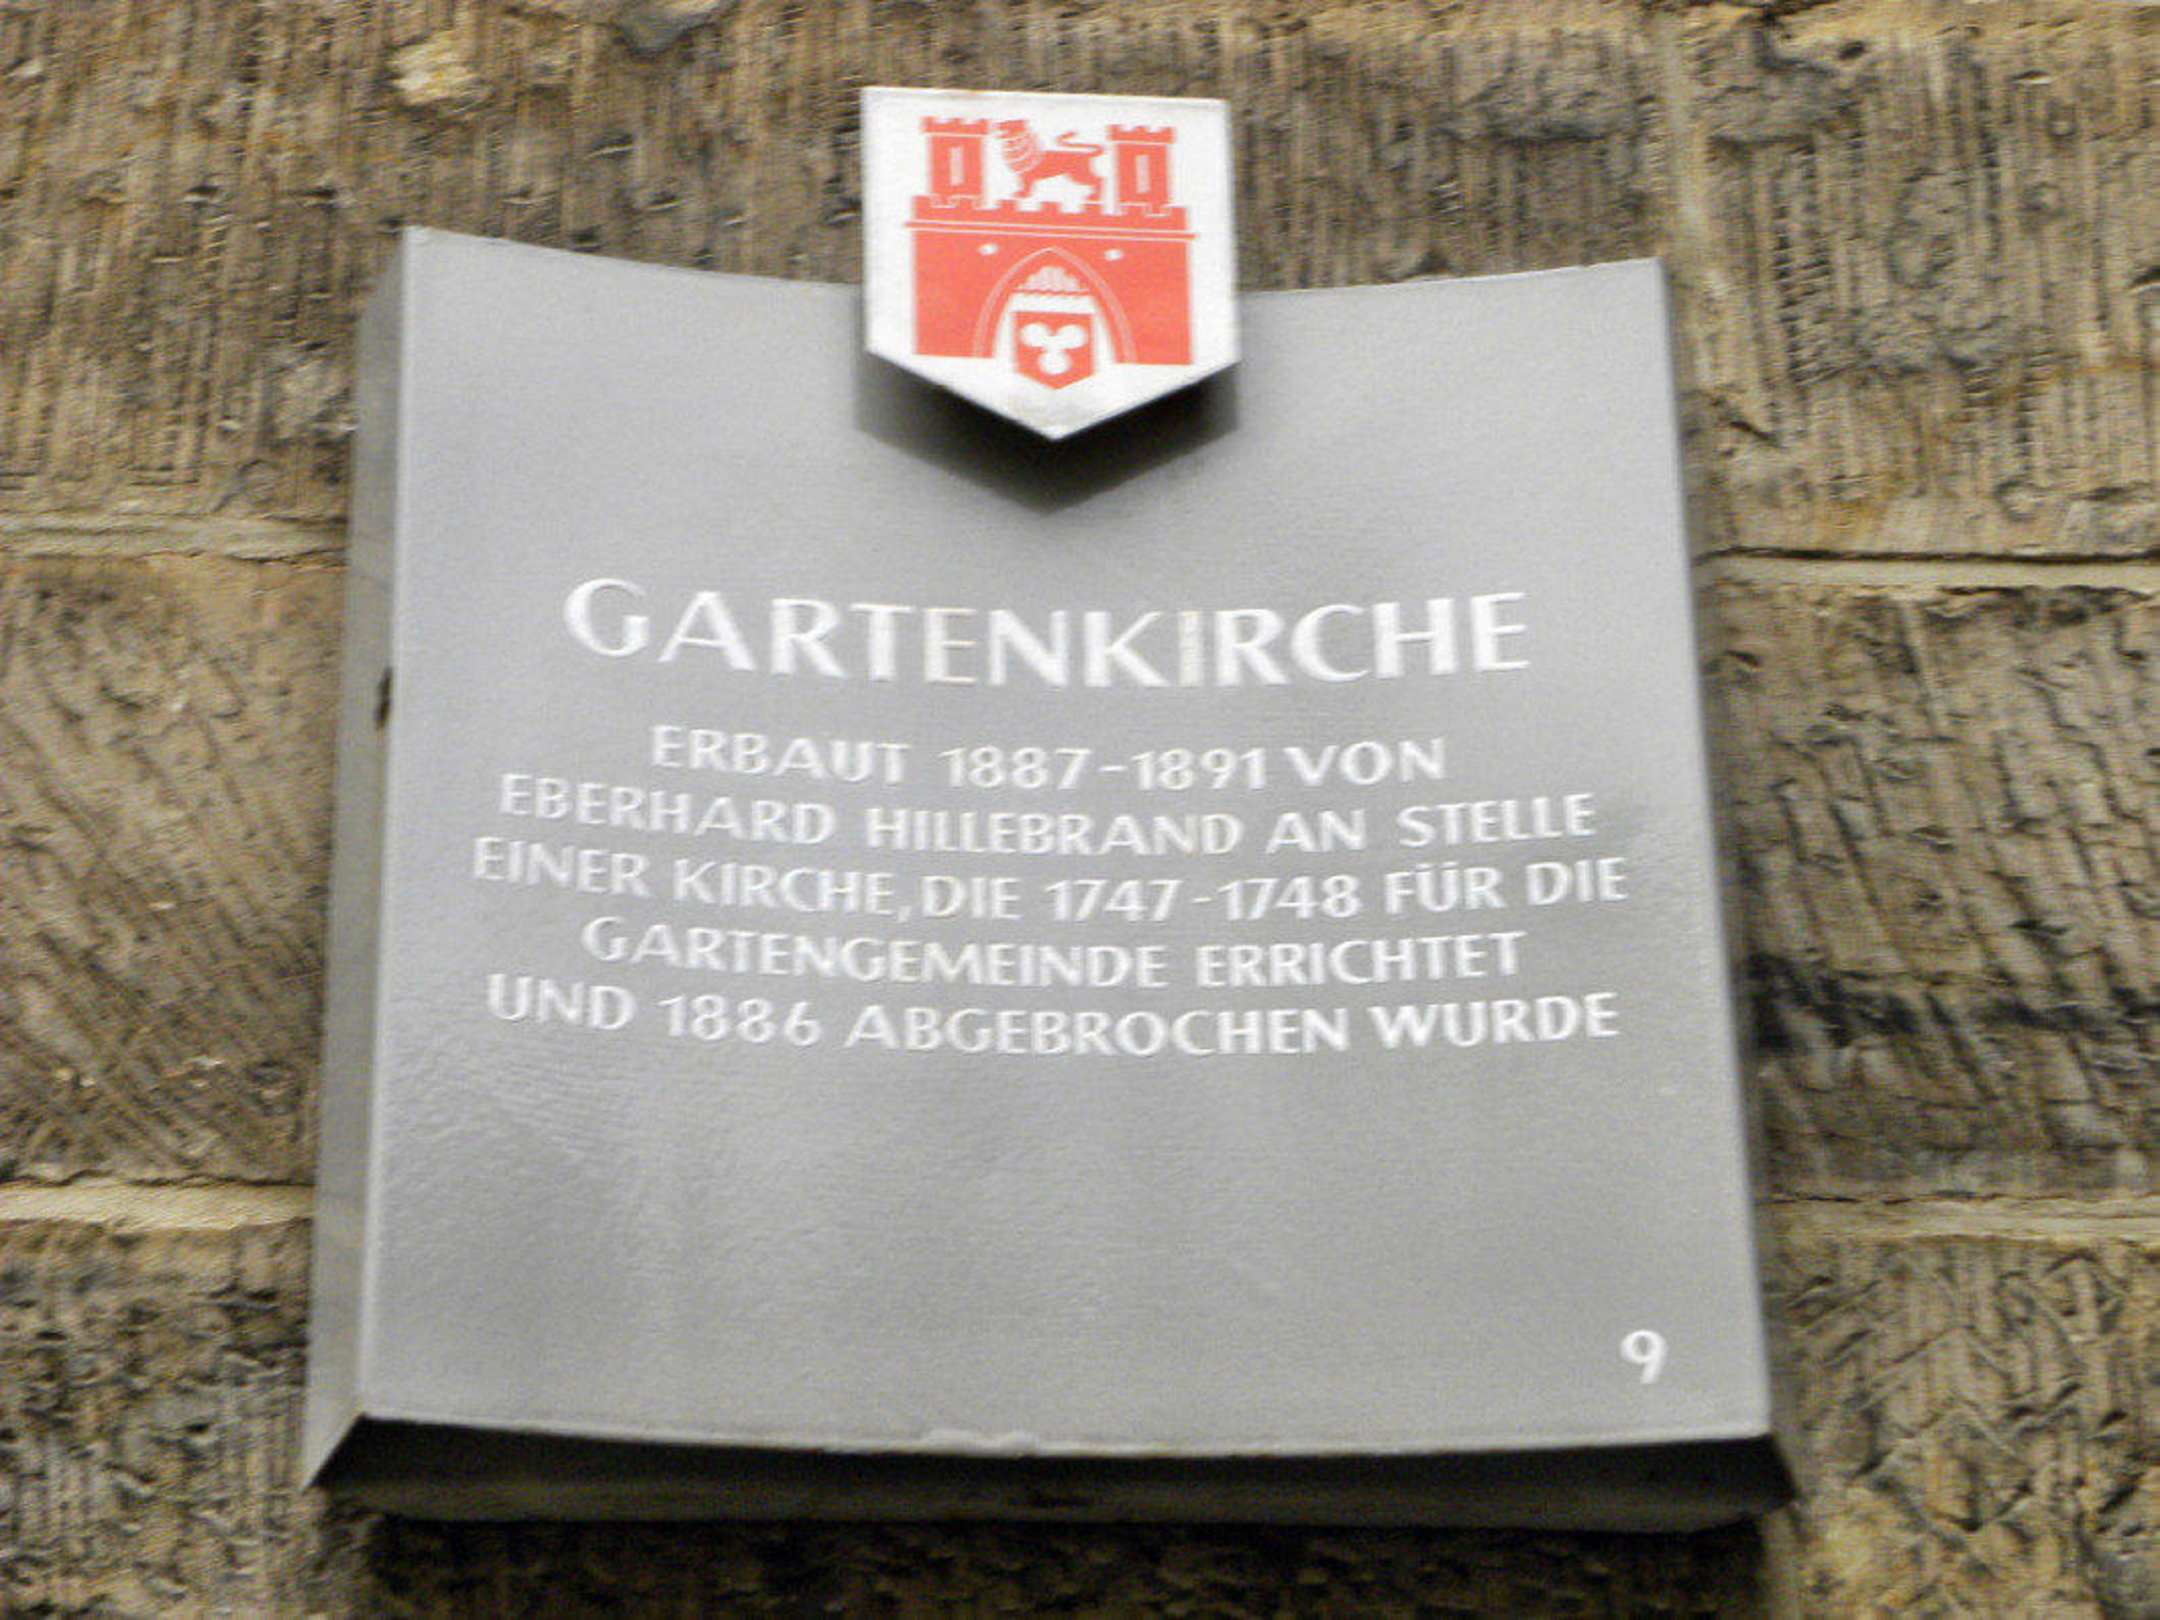 GARTENKIRCHE
ERBAUT 1887-1891 VON
EBERHARD HILLEBRAND AN STELLE
EINER KIRCHE, DIE 1747-1748 FÜR DIE
GARTENGEMEINDE ERRICHTET
UND 1886 ABGEBROCHEN WURDE
9